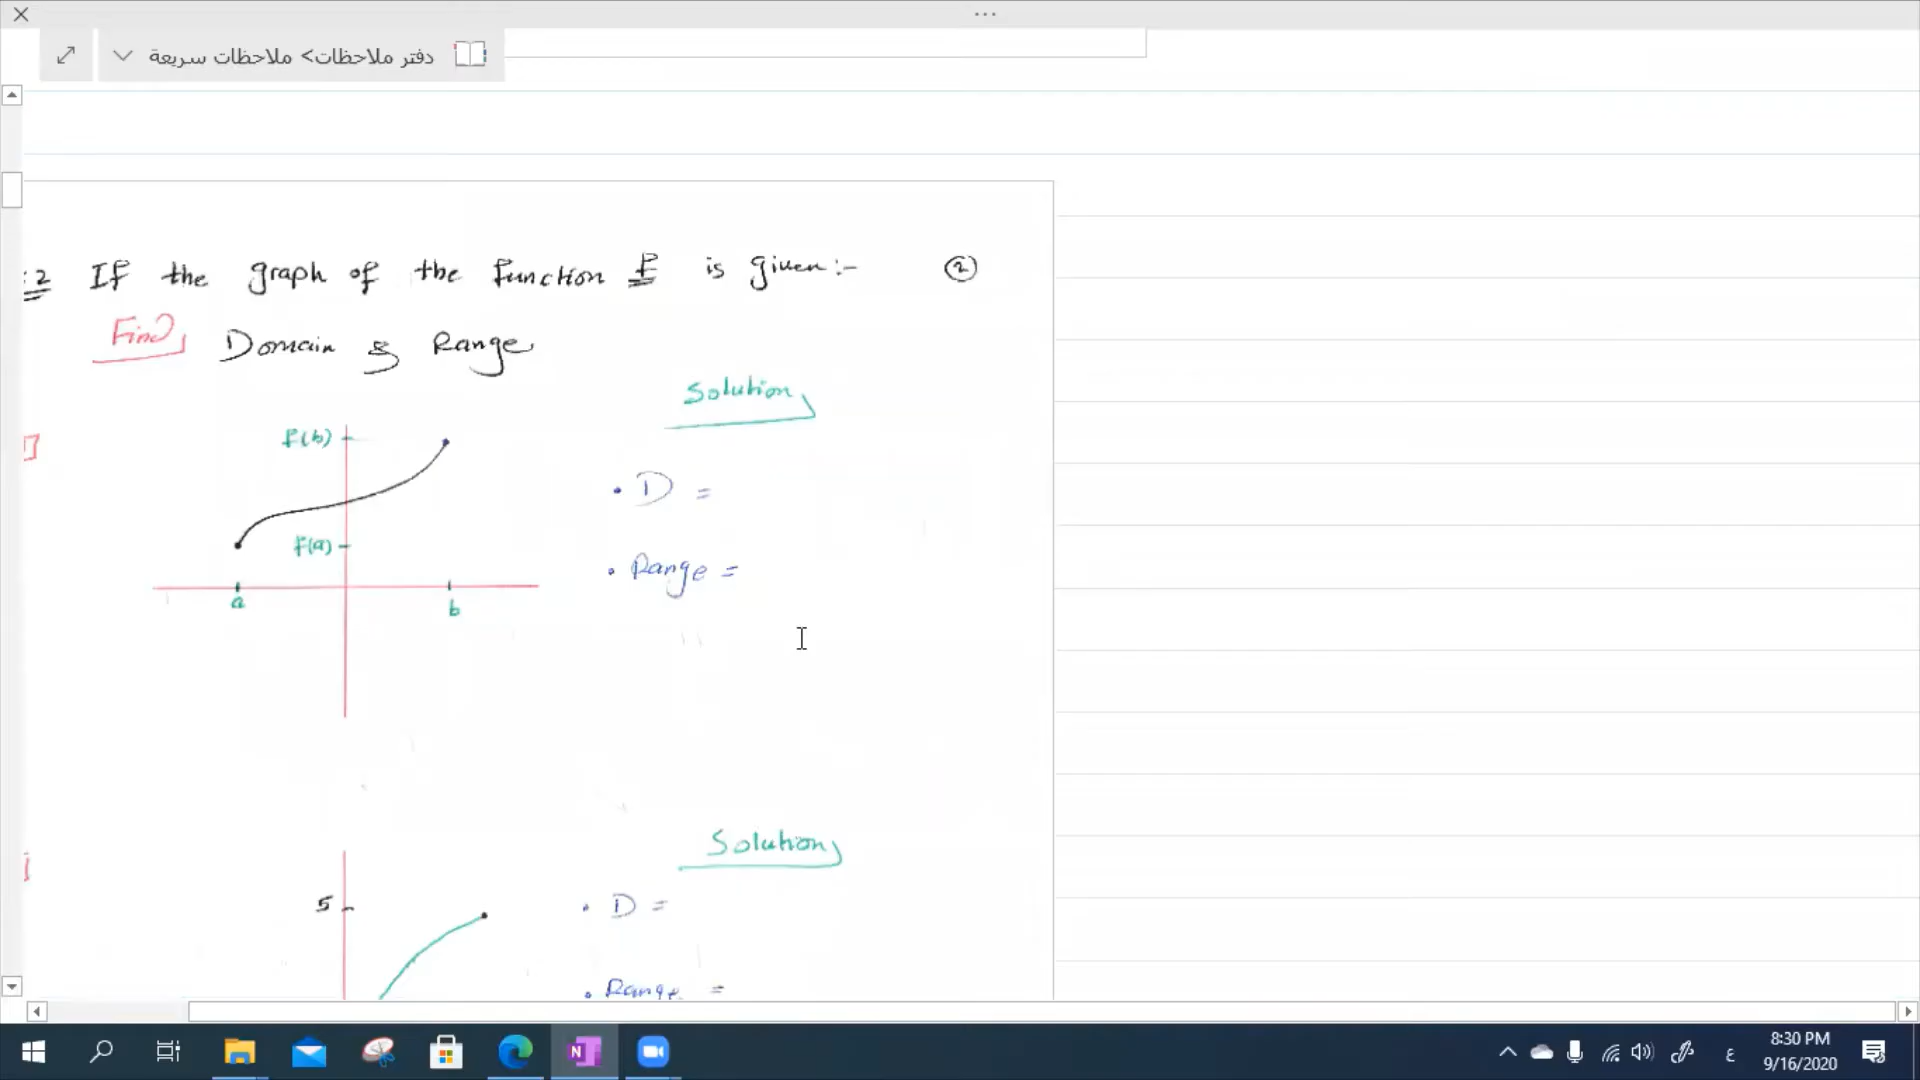 دفتر ملاحظات> ملاحظات سريعة
:2 If the graph of the function f is given:- ②
Find Domain & Range
Solution
f(b)
• D =
f(a)
• Range =
a
b
Solution
5
• D =
• Range =
8:30 PM
ع
9/16/2020